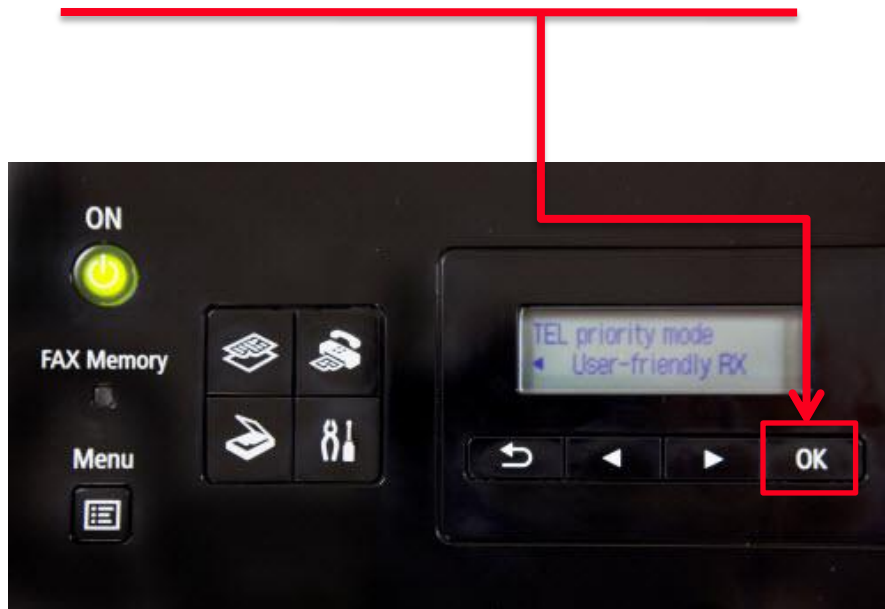 ON
FAX Memory
Menu
TEL priority mode
◄ User-friendly RX
OK